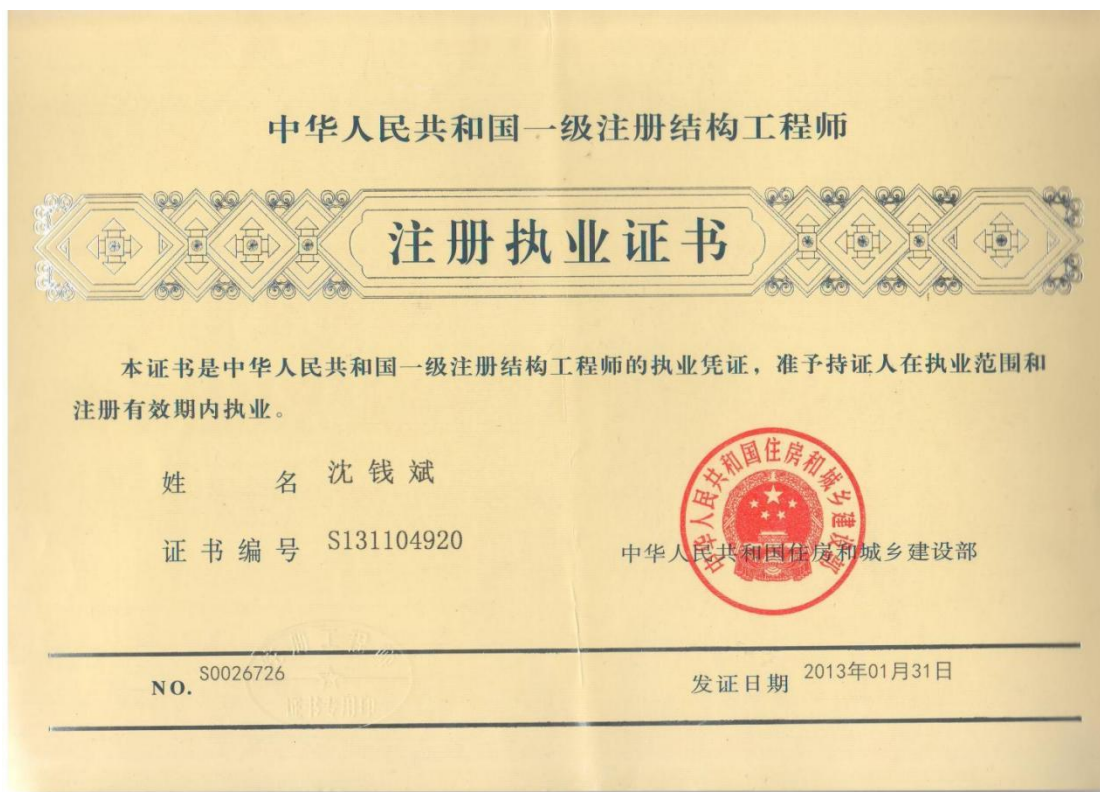 中华人民共和国一级注册结构工程师
注册执业证书
本证书是中华人民共和国一级注册结构工程师的执业凭证，准予持证人在执业范围和
注册有效期内执业。
姓 名 沈钱斌
证书编号 S131104920
中华人民共和国住房和城乡建设部
中华人民共和国住房和城乡建设部
NO. S0026726
发证日期 2013年01月31日
证书专用印